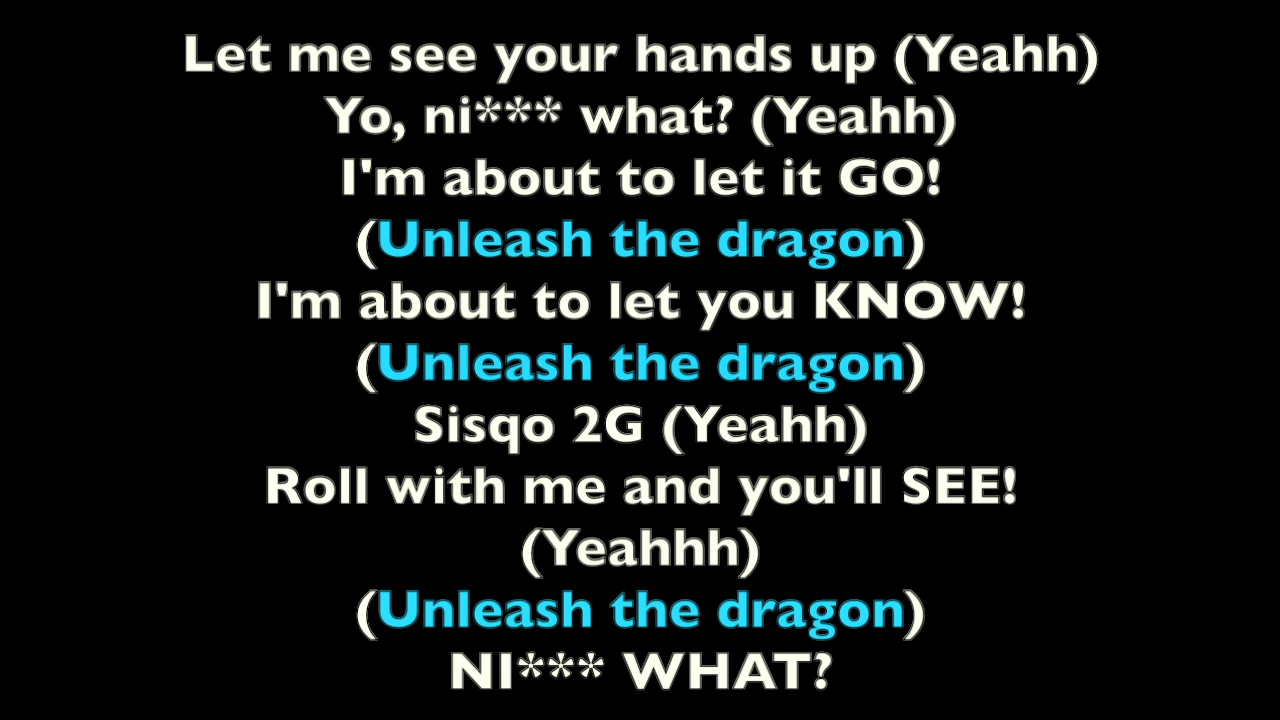 Let me see your hands up (Yeahh)
Yo, ni*** what? (Yeahh)
I'm about to let it GO!
(Unleash the dragon)
I'm about to let you KNOW!
(Unleash the dragon)
Sisqo 2G (Yeahh)
Roll with me and you'll SEE!
(Yeahhh)
(Unleash the dragon)
NI*** WHAT?